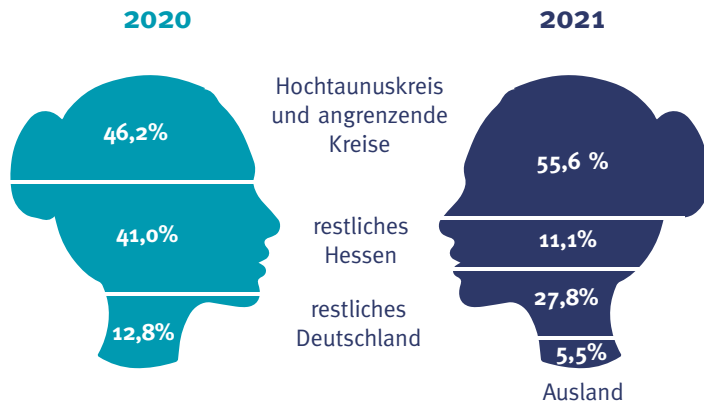 2020
2021
Hochtaunuskreis
und angrenzende
Kreise
46,2%
55,6 %
restliches
Hessen
41,0%
11,1%
restliches
Deutschland
12,8%
27,8%
5,5%
Ausland